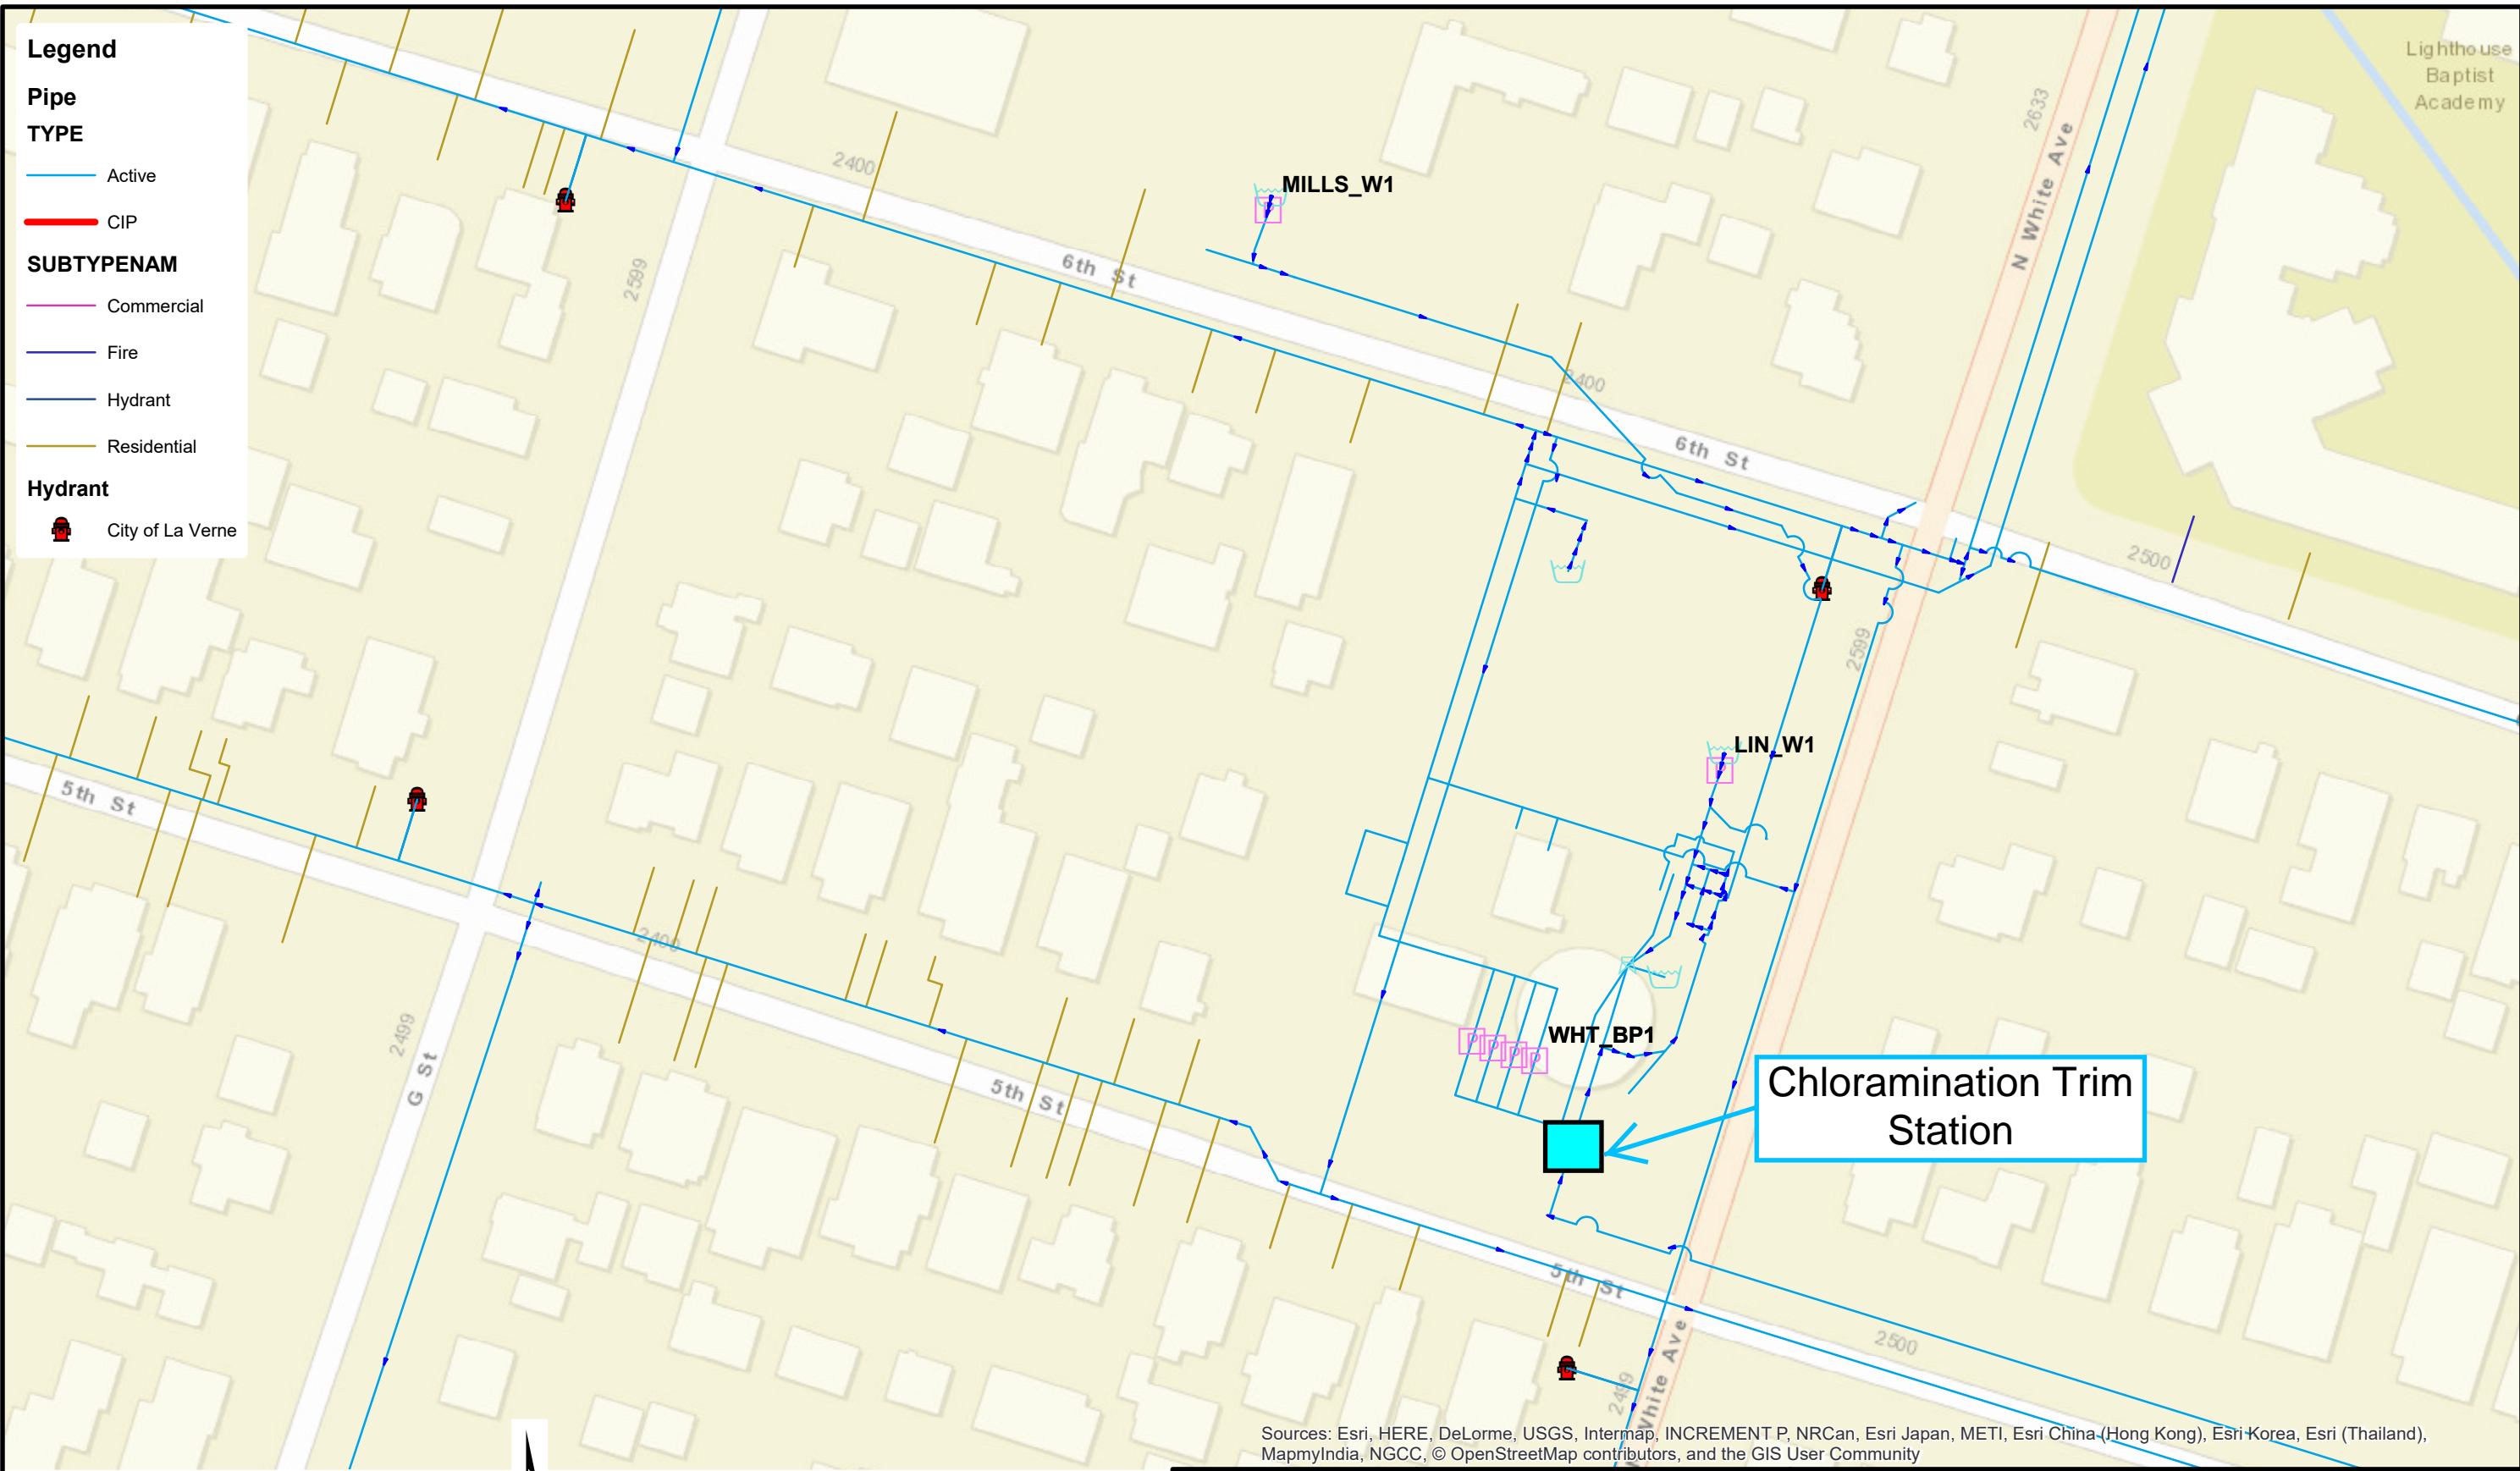 Legend
Pipe
TYPE
Active
CIP
SUBTYPENAM
Commercial
Fire
Hydrant
Residential
Hydrant
City of La Verne
Lighthouse
Baptist
Academy
2633
N White Ave
2400
MILLS_W1
6th St
2599
2400
6th St
2500
2599
LIN_W1
5th St
2400
2499
G St
WHT_BP1
5th St
Chloramination Trim
Station
5th St
2500
2499
White Ave
Sources: Esri, HERE, DeLorme, USGS, Intermap, INCREMENT P, NRCan, Esri Japan, METI, Esri China (Hong Kong), Esri Korea, Esri (Thailand),
MapmyIndia, NGCC, © OpenStreetMap contributors, and the GIS User Community